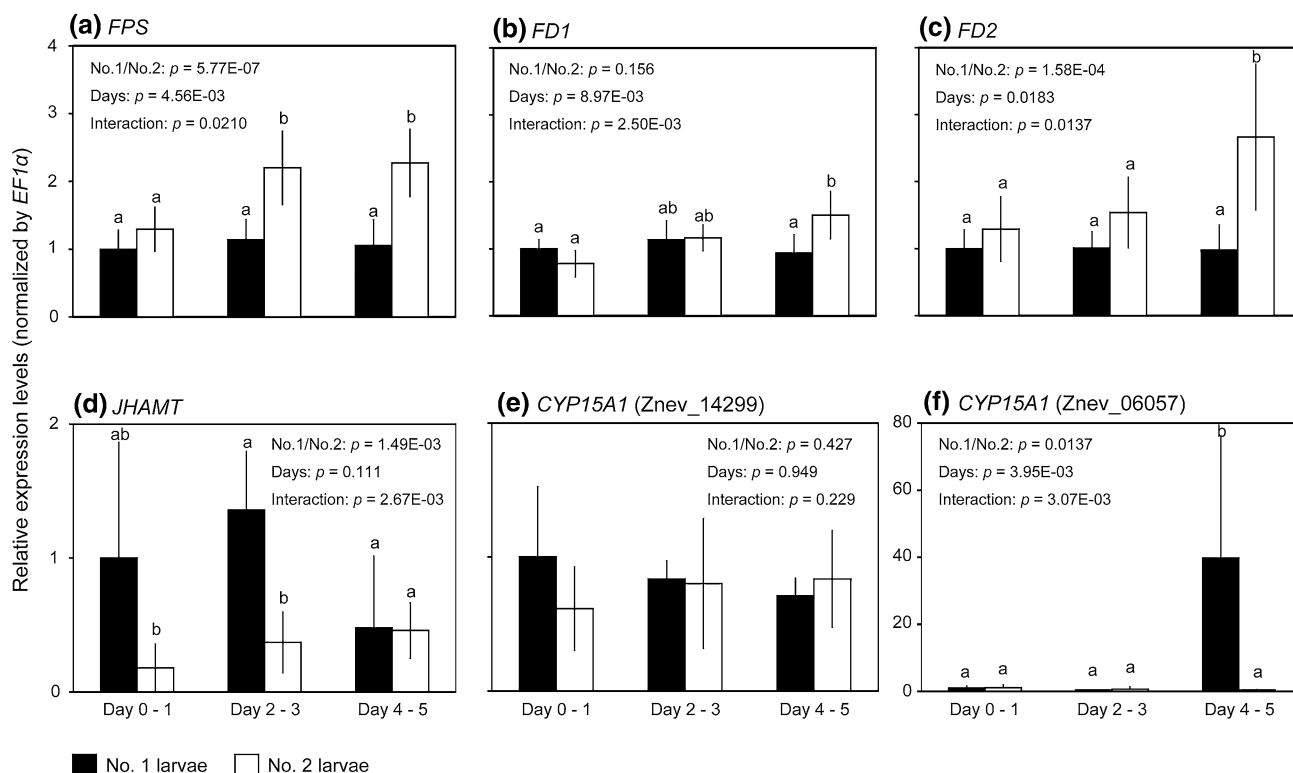 (a) FPS
(b) FD1
(c) FD2
Relative expression levels (normalized by EF1α)
4
3
2
1
0
No.1/No.2: p = 5.77E-07
Days: p = 4.56E-03
Interaction: p = 0.0210
a
a
a
b
a
b
No.1/No.2: p = 0.156
Days: p = 8.97E-03
Interaction: p = 2.50E-03
a
a
ab
ab
a
b
No.1/No.2: p = 1.58E-04
Days: p = 0.0183
Interaction: p = 0.0137
a
a
a
a
a
b
(d) JHAMT
(e) CYP15A1 (Znev_14299)
(f) CYP15A1 (Znev_06057)
2
1
0
No.1/No.2: p = 1.49E-03
Days: p = 0.111
Interaction: p = 2.67E-03
ab
b
a
b
a
a
No.1/No.2: p = 0.427
Days: p = 0.949
Interaction: p = 0.229
80
60
40
20
0
No.1/No.2: p = 0.0137
Days: p = 3.95E-03
Interaction: p = 3.07E-03
a
a
a
a
b
a
Day 0 - 1
Day 2 - 3
Day 4 - 5
Day 0 - 1
Day 2 - 3
Day 4 - 5
Day 0 - 1
Day 2 - 3
Day 4 - 5
No. 1 larvae
No. 2 larvae